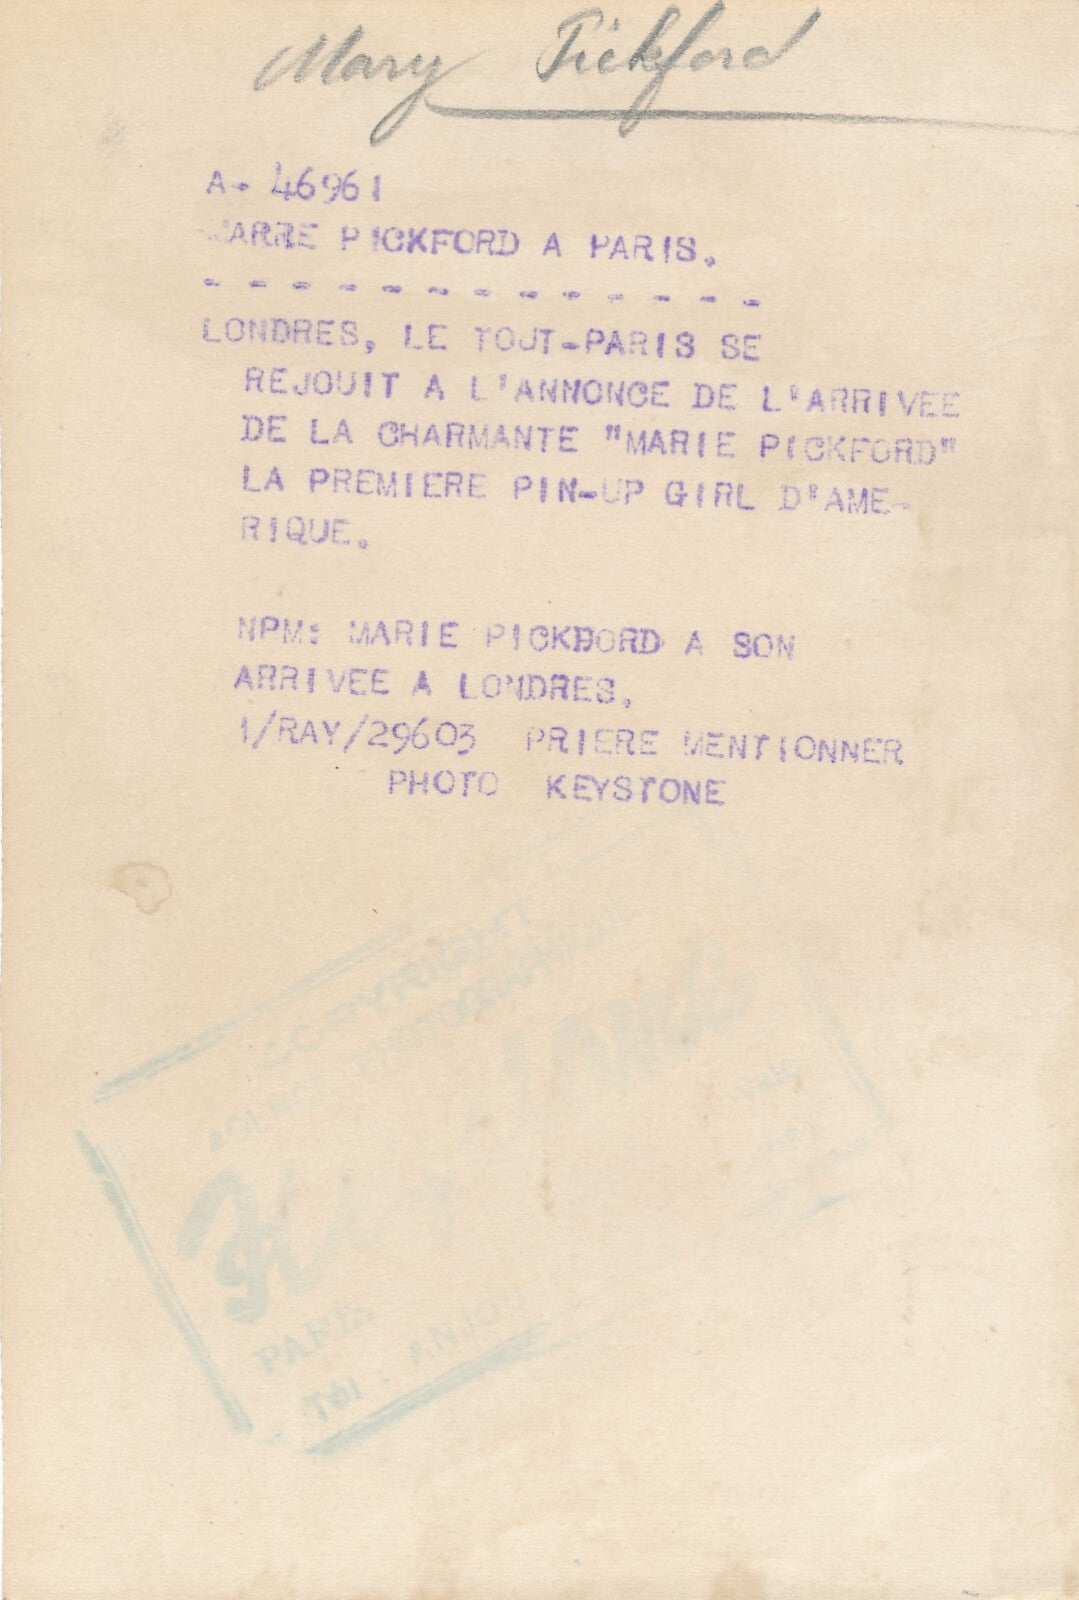 Mary Pickford
A. 46961
MARRE PICKFORD A PARIS.
- - - - - - - - - - - - -
LONDRES, LE TOUT-PARIS SE
REJOUIT A L'ANNONCE DE L'ARRIVEE
DE LA CHARMANTE "MARIE PICKFORD"
LA PREMIERE PIN-UP GIRL D'AME-
RIQUE.
NPM: MARIE PICKBORD A SON
ARRIVEE A LONDRES,
1/RAY/29603 PRIERE MENTIONNER
PHOTO KEYSTONE
COPYRIGHT
PARIS
Tél :